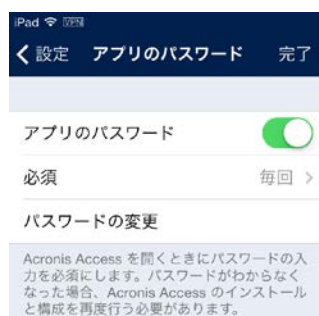 iPad VPN
設定 アプリのパスワード 完了
アプリのパスワード
必須 毎回
パスワードの変更
Acronis Access を開くときにパスワードの入
力を必須にします。パスワードがわからなく
なった場合、Acronis Access のインストール
と構成を再度行う必要があります。